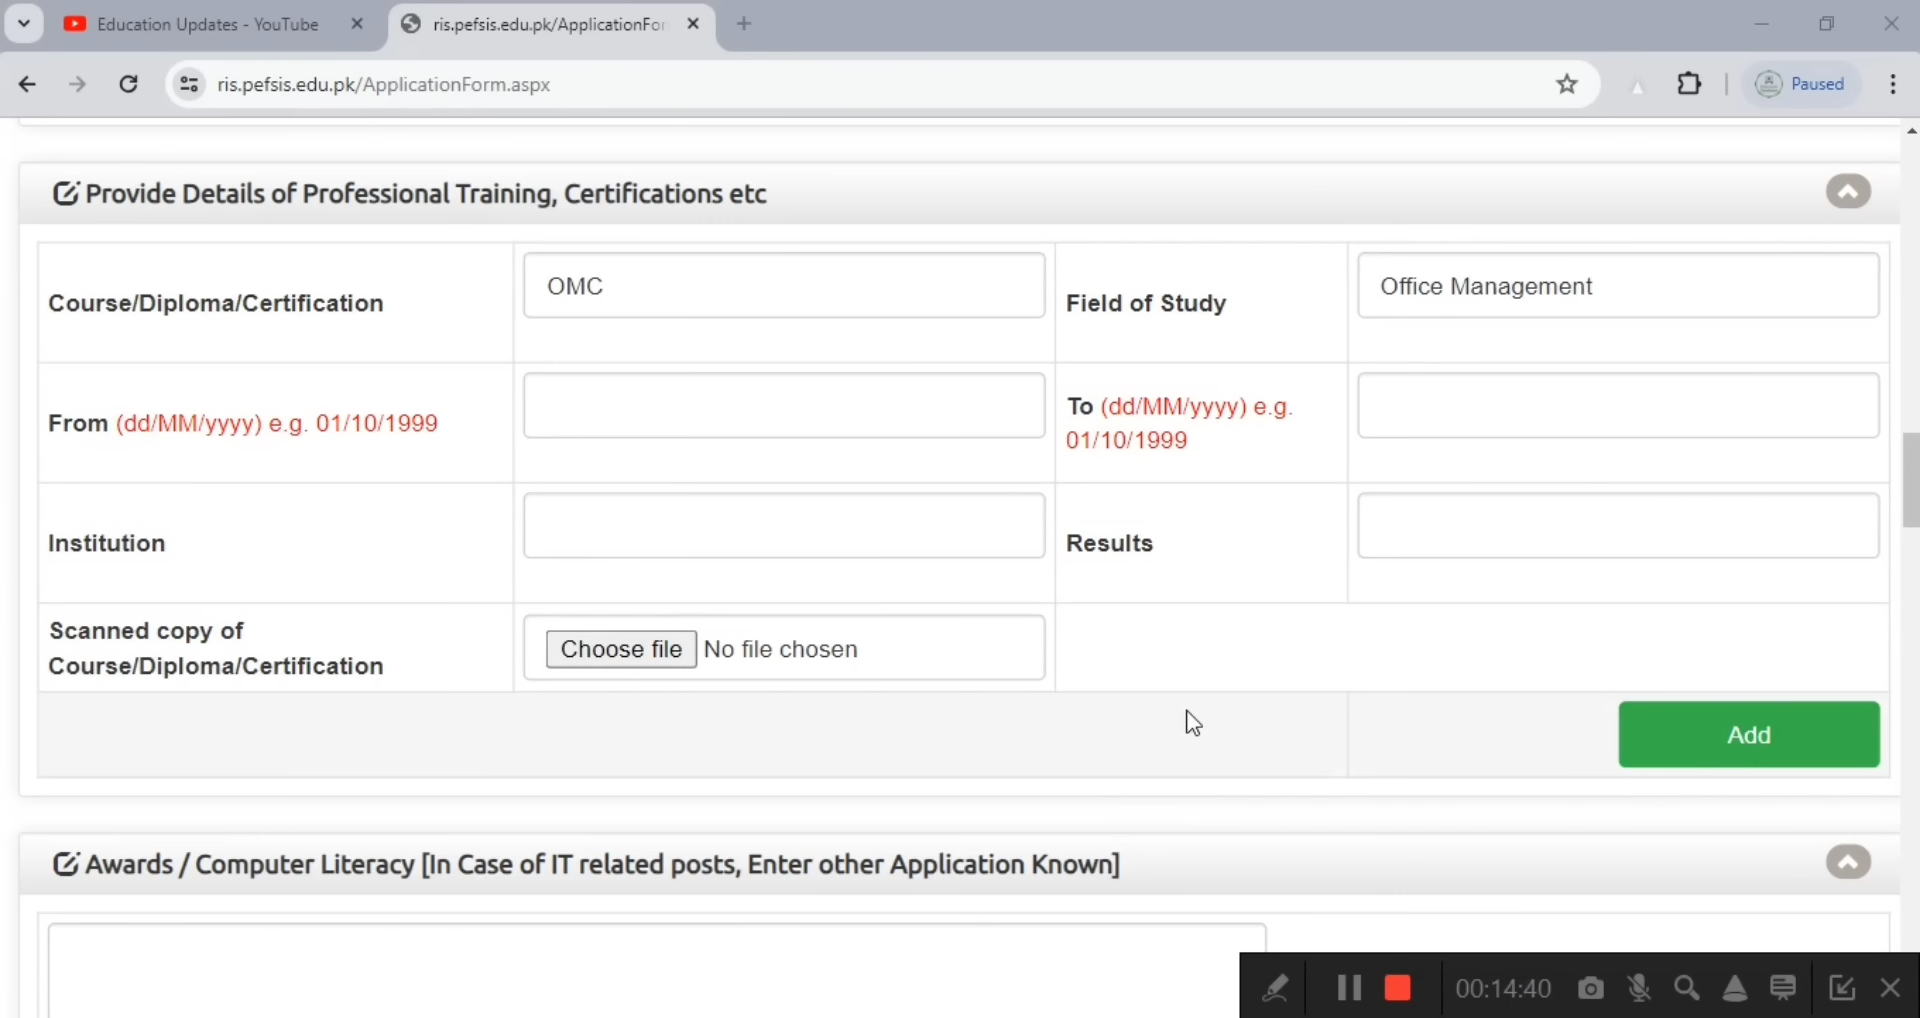 Education Updates - YouTube
ris.pefsis.edu.pk/ApplicationFor
ris.pefsis.edu.pk/ApplicationForm.aspx
Paused
Provide Details of Professional Training, Certifications etc
Course/Diploma/Certification
OMC
Field of Study
Office Management
From (dd/MM/yyyy) e.g. 01/10/1999
To (dd/MM/yyyy) e.g.
01/10/1999
Institution
Results
Scanned copy of
Course/Diploma/Certification
Choose file No file chosen
Add
Awards / Computer Literacy [In Case of IT related posts, Enter other Application Known]
00:14:40